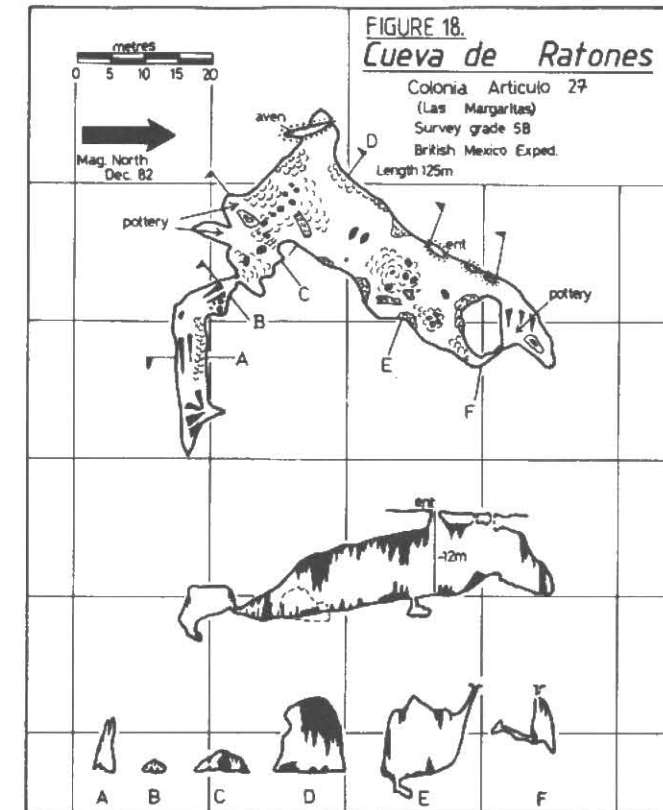 FIGURE 18.
Cueva de Ratones
Colonia Articulo 27
(Las Margaritas)
Survey grade 5B
British Mexico Exped.
Length 125m
metres
0 5 10 15 20
Mag. North
Dec. 82
aven
D
pottery
ent
pottery
C
B
A
E
F
ent
-12m
A B C D E F